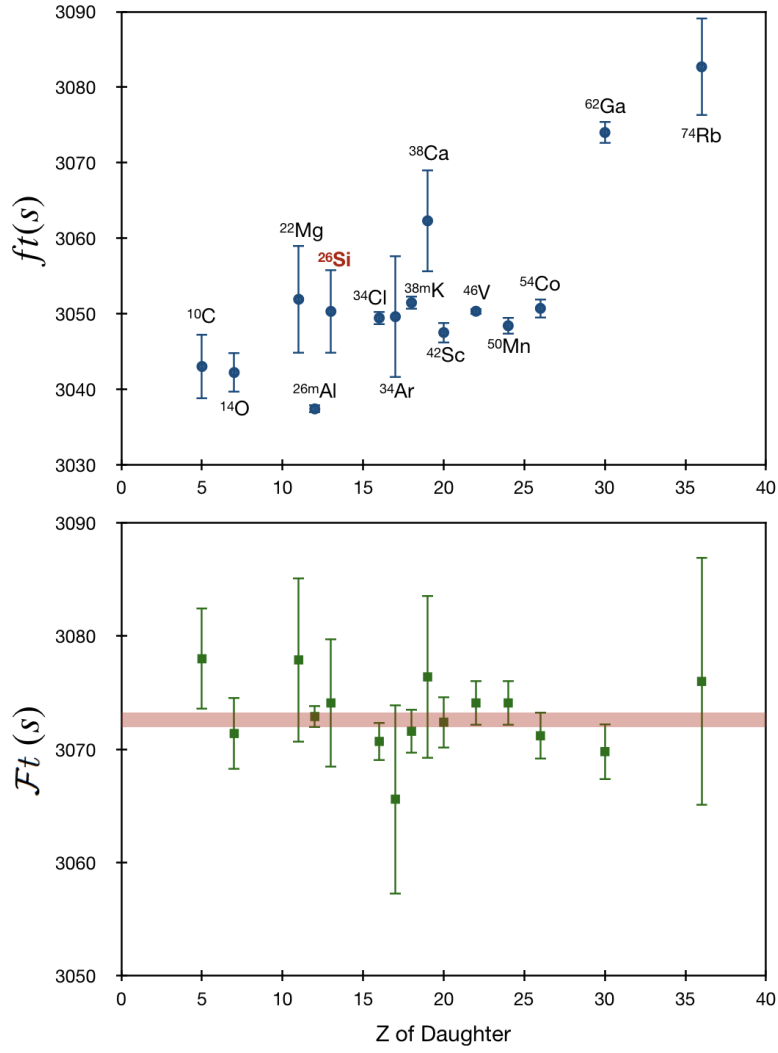 3090
3080
3070
3060
3050
3040
3030
ft(s)
⁷⁴Rb
⁶²Ga
³⁸Ca
²²Mg
²⁶Si
³⁴Cl
³⁸ᵐK
⁴⁶V
⁵⁴Co
¹⁰C
⁴²Sc
⁵⁰Mn
¹⁴O
²⁶ᵐAl
³⁴Ar
0 5 10 15 20 25 30 35 40
3090
3080
3070
3060
3050
ℱt (s)
0 5 10 15 20 25 30 35 40
Z of Daughter